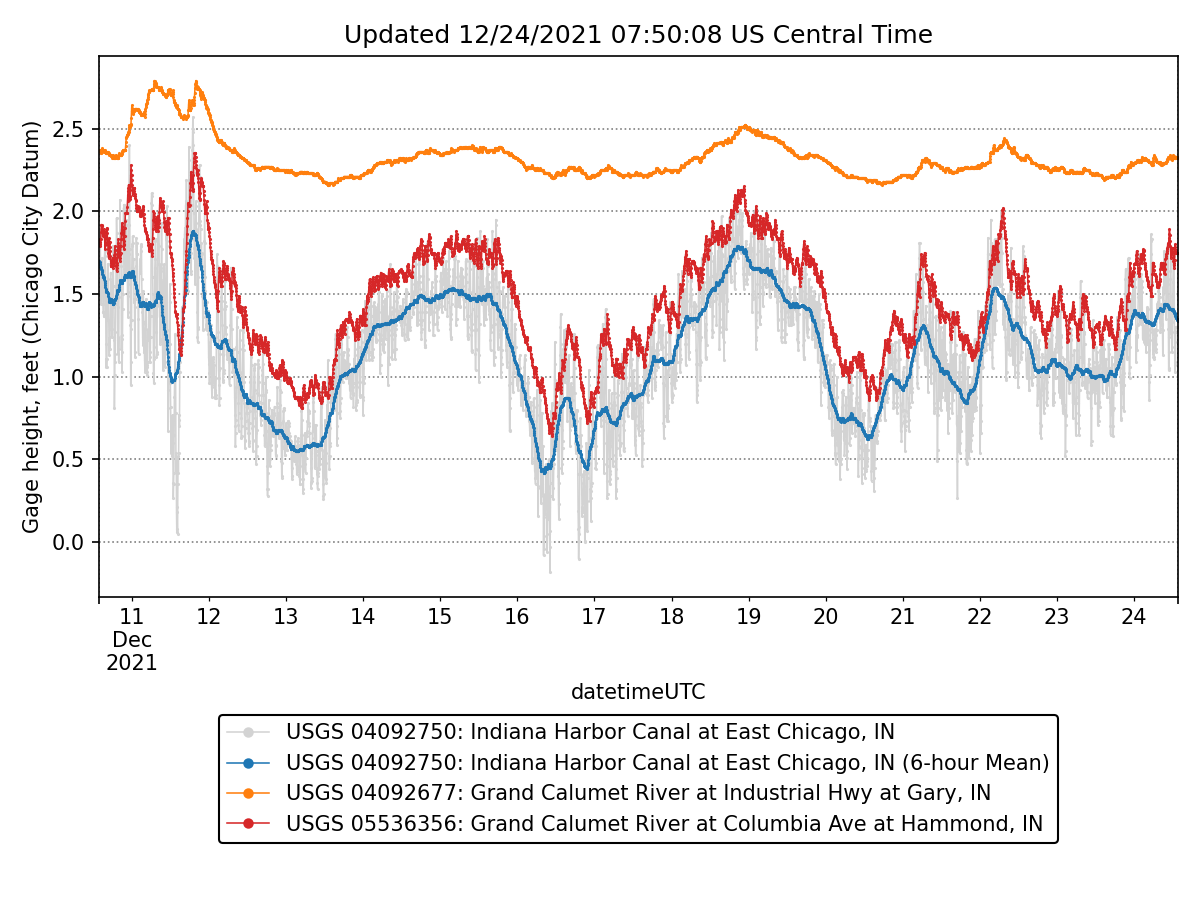 Updated 12/24/2021 07:50:08 US Central Time
Gage height, feet (Chicago City Datum)
2.5
2.0
1.5
1.0
0.5
0.0
11 12 13 14 15 16 17 18 19 20 21 22 23 24
Dec
2021
datetimeUTC
USGS 04092750: Indiana Harbor Canal at East Chicago, IN
USGS 04092750: Indiana Harbor Canal at East Chicago, IN (6-hour Mean)
USGS 04092677: Grand Calumet River at Industrial Hwy at Gary, IN
USGS 05536356: Grand Calumet River at Columbia Ave at Hammond, IN